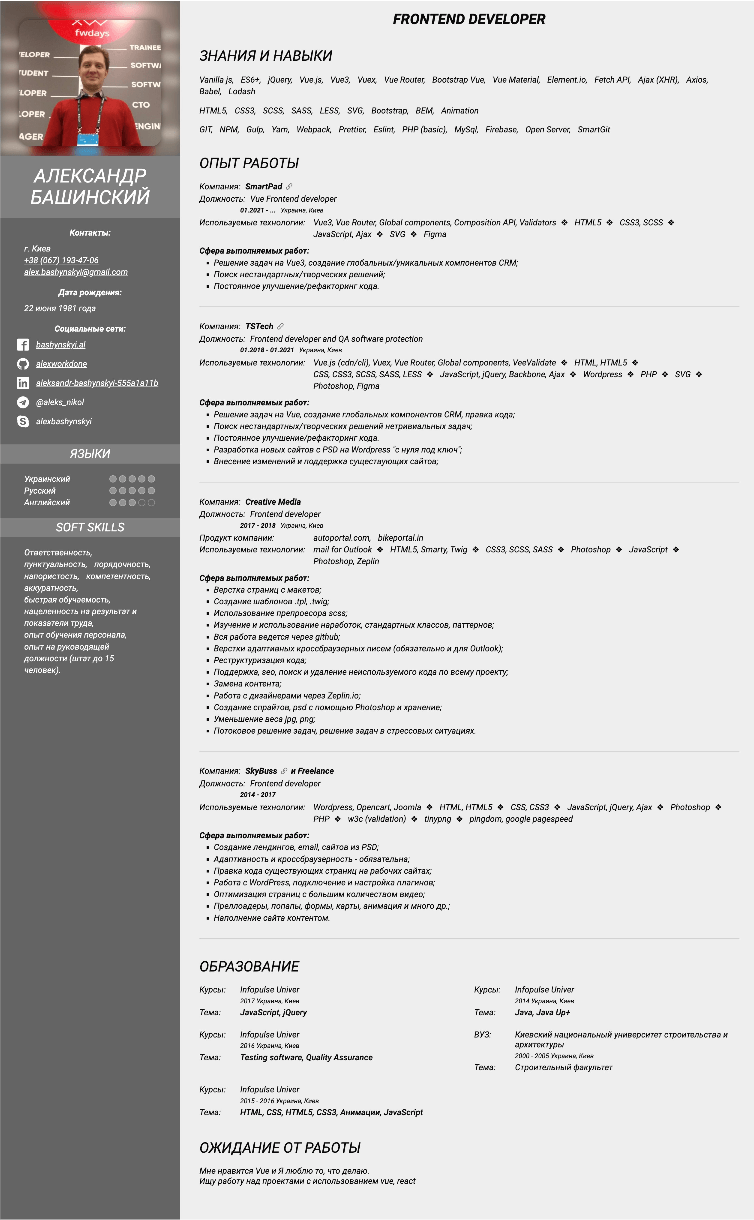 fwdays
TRAINEE
SOFTW
SOFTW
CTO
ENGIN
АЛЕКСАНДР
БАШИНСКИЙ
Контакты:
г. Киев
+38 (067) 193-47-06
alex.bashynskyi@gmail.com
Дата рождения:
22 июня 1981 года
Социальные сети:
bashynskyi.al
alexworkdone
aleksandr-bashynskyi-555a1a11b
@aleks_nikol
alexbashynskyi
ЯЗЫКИ
Украинский
Русский
Английский
SOFT SKILLS
Ответственность,
пунктуальность, порядочность,
напористость, компетентность,
аккуратность,
быстрая обучаемость,
нацеленность на результат и
показатели труда,
опыт обучения персонала,
опыт на руководящей
должности (штат до 15
человек).
FRONTEND DEVELOPER
ЗНАНИЯ И НАВЫКИ
Vanilla js, ES6+, jQuery, Vue js, Vue3, Vuex, Vue Router, Bootstrap Vue, Vue Material, Element.io, Fetch API, Ajax (XHR), Axios,
Babel, Lodash
HTML5, CSS3, SCSS, SASS, LESS, SVG, Bootstrap, BEM, Animation
GIT, NPM, Gulp, Yarn, Webpack, Prettier, Eslint, PHP (basic), MySql, Firebase, Open Server, SmartGit
ОПЫТ РАБОТЫ
Компания: SmartPad
Должность: Vue Frontend developer
01.2021 - ... Украина, Киев
Используемые технологии: Vue3, Vue Router, Global components, Composition API, Validators ❖ HTML5 ❖ CSS3, SCSS ❖
JavaScript, Ajax ❖ SVG ❖ Figma
Сфера выполняемых работ:
▪ Решение задач на Vue3, создание глобальных/уникальных компонентов CRM;
▪ Поиск нестандартных/творческих решений;
▪ Постоянное улучшение/рефакторинг кода.
Компания: TSTech
Должность: Frontend developer and QA software protection
01.2018 - 01.2021 Украина, Киев
Используемые технологии: Vue js (cdn/cli), Vuex, Vue Router, Global components, VeeValidate ❖ HTML, HTML5 ❖
CSS, CSS3, SCSS, SASS, LESS ❖ JavaScript, jQuery, Backbone, Ajax ❖ Wordpress ❖ PHP ❖ SVG ❖
Photoshop, Figma
Сфера выполняемых работ:
▪ Решение задач на Vue, создание глобальных компонентов CRM, правка кода;
▪ Поиск нестандартных/творческих решений нетривиальных задач;
▪ Постоянное улучшение/рефакторинг кода.
▪ Разработка новых сайтов с PSD на Wordpress "с нуля под ключ";
▪ Внесение изменений и поддержка существующих сайтов;
Компания: Creative Media
Должность: Frontend developer
2017 - 2018 Украина, Киев
Продукт компании: autoportal.com, bikeportal.in
Используемые технологии: mail for Outlook ❖ HTML5, Smarty, Twig ❖ CSS3, SCSS, SASS ❖ Photoshop ❖ JavaScript ❖
Photoshop, Zeplin
Сфера выполняемых работ:
▪ Верстка страниц с макетов;
▪ Создание шаблонов .tpl, .twig;
▪ Использование препроесора scss;
▪ Изучение и использование наработок, стандартных классов, паттернов;
▪ Вся работа ведется через github;
▪ Верстки адаптивных кроссбраузерных писем (обязательно и для Outlook);
▪ Реструктуризация кода;
▪ Поддержка, seo, поиск и удаление неиспользуемого кода по всему проекту;
▪ Замена контента;
▪ Работа с дизайнерами через Zeplin.io;
▪ Создание спрайтов, psd с помощью Photoshop и хранение;
▪ Уменьшение веса jpg, png;
▪ Потоковое решение задач, решение задач в стрессовых ситуациях.
Компания: SkyBuss и Freelance
Должность: Frontend developer
2014 - 2017
Используемые технологии: Wordpress, Opencart, Joomla ❖ HTML, HTML5 ❖ CSS, CSS3 ❖ JavaScript, jQuery, Ajax ❖ Photoshop ❖
PHP ❖ w3c (validation) ❖ tinypng ❖ pingdom, google pagespeed
Сфера выполняемых работ:
▪ Создание лендингов, email, сайтов из PSD;
▪ Адаптианость и кроссбраузерность - обязательна;
▪ Правка кода существующих страниц на рабочих сайтах;
▪ Работа с WordPress, подключение и настройка плагинов;
▪ Оптимизация страниц с большим количеством видео;
▪ Преллоадеры, попапы, формы, карты, анимация и много др.;
▪ Наполнение сайта контентом.
ОБРАЗОВАНИЕ
Курсы: Infopulse Univer
2017 Украина, Киев
Тема: JavaScript, jQuery
Курсы: Infopulse Univer
2016 Украина, Киев
Тема: Testing software, Quality Assurance
Курсы: Infopulse Univer
2015 - 2016 Украина, Киев
Тема: HTML, CSS, HTML5, CSS3, Анимации, JavaScript
Курсы: Infopulse Univer
2014 Украина, Киев
Тема: Java, Java Up+
ВУЗ: Киевский национальный университет строительства и
архитектуры
2000 - 2005 Украина, Киев
Тема: Строительный факультет
ОЖИДАНИЕ ОТ РАБОТЫ
Мне нравится Vue и Я люблю то, что делаю.
Ищу работу над проектами с использованием vue, react